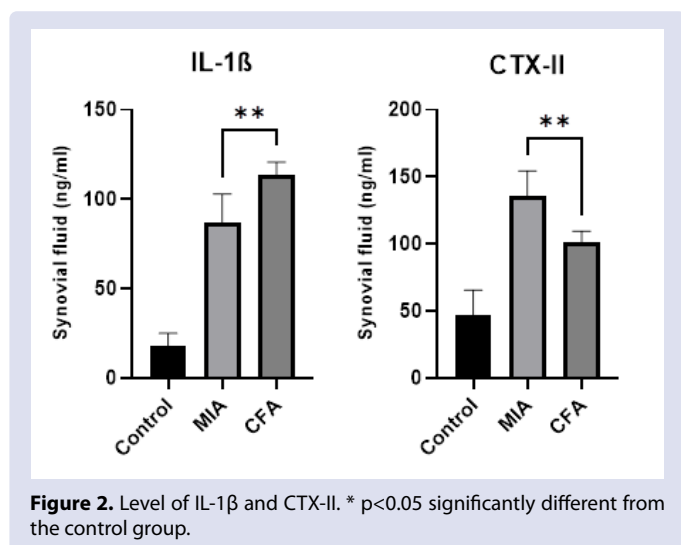 IL-1ß
CTX-II
150
100
50
0
Synovial fluid (ng/ml)
**
Control
MIA
CFA
200
150
100
50
0
Synovial fluid (ng/ml)
**
Control
MIA
CFA
Figure 2. Level of IL-1β and CTX-II. * p<0.05 significantly different from
the control group.